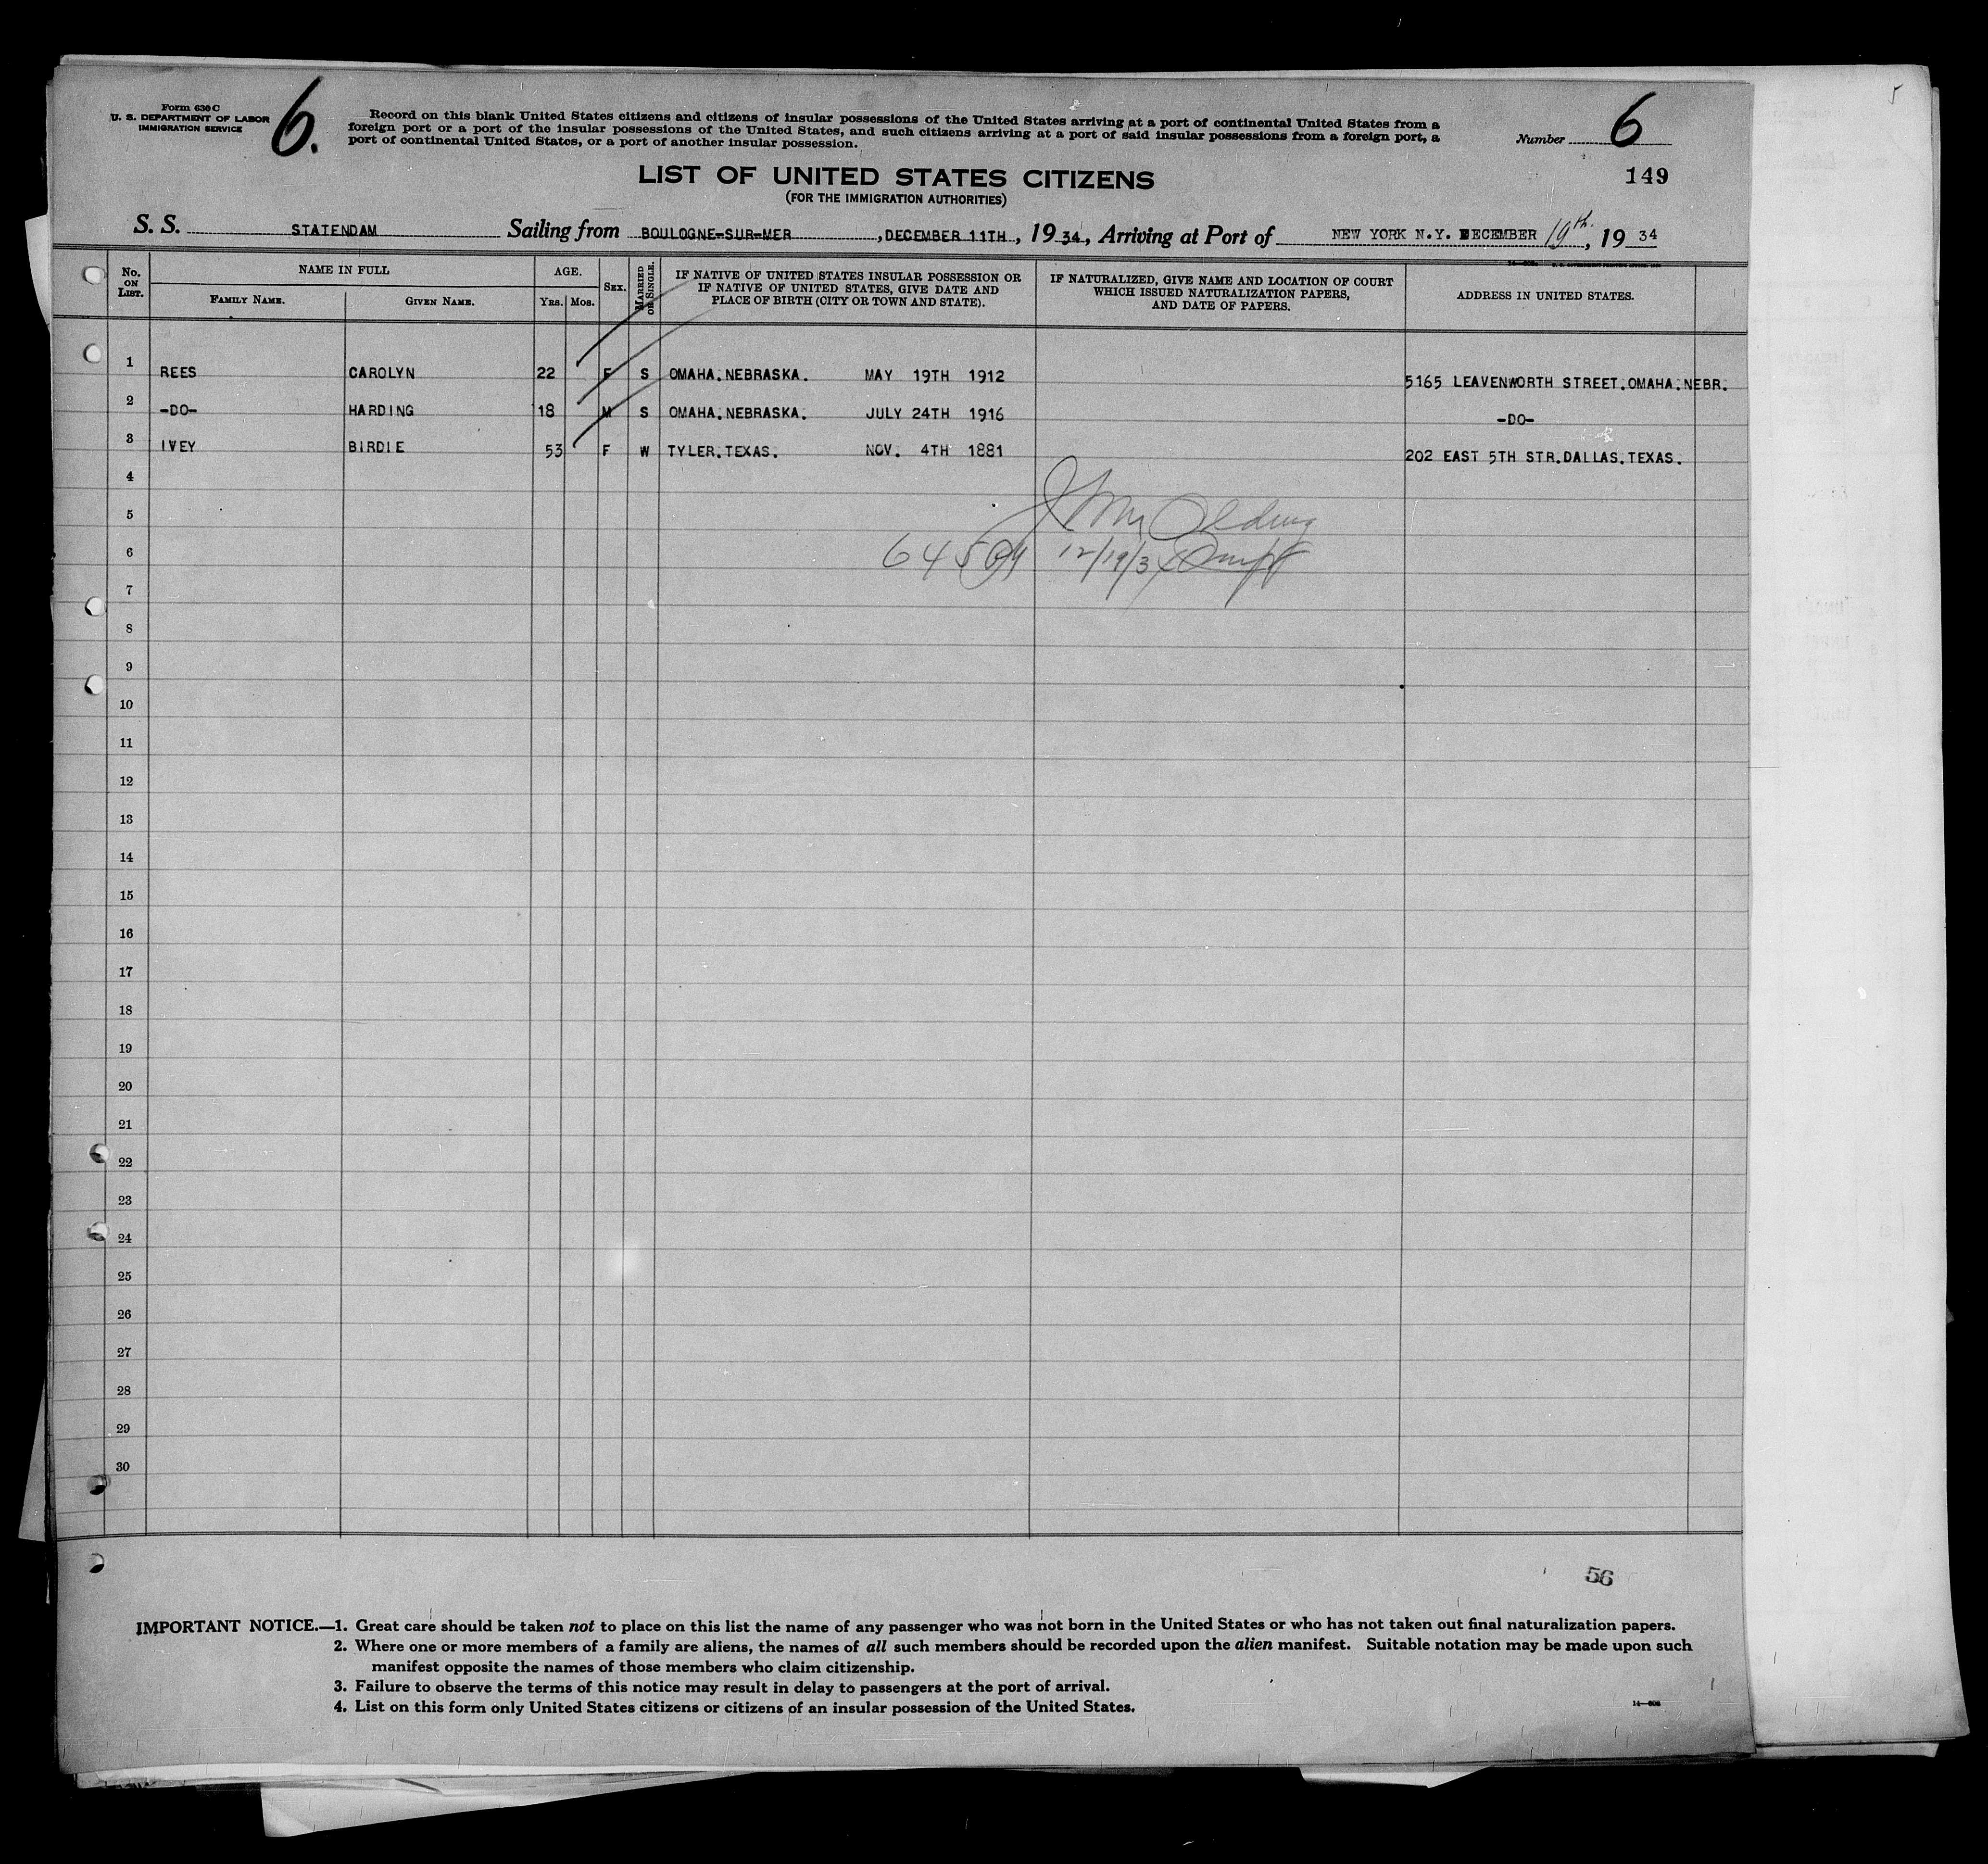 Form 630 C
U. S. DEPARTMENT OF LABOR
IMMIGRATION SERVICE
6.
Record on this blank United States citizens and citizens of insular possessions of the United States arriving at a port of continental United States from a
foreign port or a port of the insular possessions of the United States, and such citizens arriving at a port of said insular possessions from a foreign port, a
port of continental United States, or a port of another insular possession.
Number 6
149
LIST OF UNITED STATES CITIZENS
(FOR THE IMMIGRATION AUTHORITIES)
S. S. STATENDAM Sailing from BOULOGNE-SUR-MER, DECEMBER 11TH, 1934, Arriving at Port of NEW YORK N.Y. DECEMBER 19th, 19 34
No. ON LIST. NAME IN FULL AGE. SEX. MARRIED OR SINGLE. IF NATIVE OF UNITED STATES INSULAR POSSESSION OR IF NATIVE OF UNITED STATES, GIVE DATE AND PLACE OF BIRTH (CITY OR TOWN AND STATE). IF NATURALIZED, GIVE NAME AND LOCATION OF COURT WHICH ISSUED NATURALIZATION PAPERS, AND DATE OF PAPERS. ADDRESS IN UNITED STATES.
FAMILY NAME. GIVEN NAME. YRS. MOS.
1 REES CAROLYN 22 F S OMAHA.NEBRASKA. MAY 19TH 1912 5165 LEAVENWORTH STREET.OMAHA.NEBR.
2 -DO- HARDING 18 M S OMAHA.NEBRASKA. JULY 24TH 1916 -DO-
3 IVEY BIRDIE 53 F W TYLER.TEXAS. NOV. 4TH 1881 202 EAST 5TH STR.DALLAS.TEXAS.
4
5
6 12/19/34
7
8
9
10
11
12
13
14
15
16
17
18
19
20
21
22
23
24
25
26
27
28
29
30
56
IMPORTANT NOTICE.—1. Great care should be taken not to place on this list the name of any passenger who was not born in the United States or who has not taken out final naturalization papers.
2. Where one or more members of a family are aliens, the names of all such members should be recorded upon the alien manifest. Suitable notation may be made upon such
manifest opposite the names of those members who claim citizenship.
3. Failure to observe the terms of this notice may result in delay to passengers at the port of arrival.
4. List on this form only United States citizens or citizens of an insular possession of the United States.